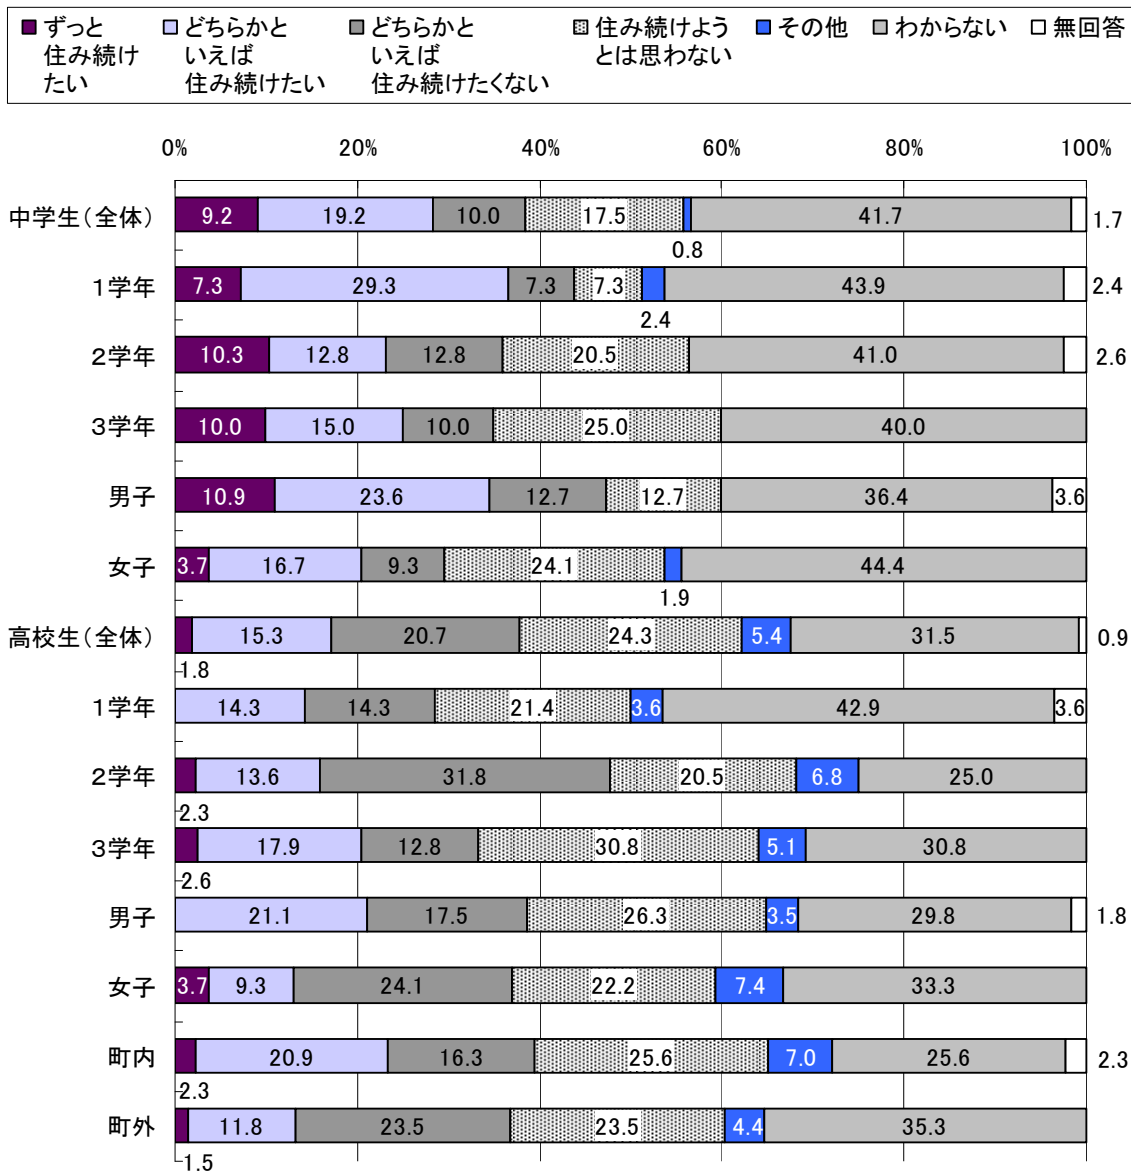 ずっと
住み続け
たい
どちらかと
いえば
住み続けたい
どちらかと
いえば
住み続けたくない
住み続けよう
とは思わない
その他
わからない
無回答
0% 20% 40% 60% 80% 100%
中学生（全体） 9.2 19.2 10.0 17.5 41.7 1.7
0.8
1学年 7.3 29.3 7.3 7.3 43.9 2.4
2.4
2学年 10.3 12.8 12.8 20.5 41.0 2.6
3学年 10.0 15.0 10.0 25.0 40.0
男子 10.9 23.6 12.7 12.7 36.4 3.6
女子 3.7 16.7 9.3 24.1 44.4
1.9
高校生（全体） 15.3 20.7 24.3 5.4 31.5 0.9
1.8
1学年 14.3 14.3 21.4 3.6 42.9 3.6
2学年 13.6 31.8 20.5 6.8 25.0
2.3
3学年 17.9 12.8 30.8 5.1 30.8
2.6
男子 21.1 17.5 26.3 3.5 29.8 1.8
女子 3.7 9.3 24.1 22.2 7.4 33.3
町内 20.9 16.3 25.6 7.0 25.6 2.3
2.3
町外 11.8 23.5 23.5 4.4 35.3
1.5